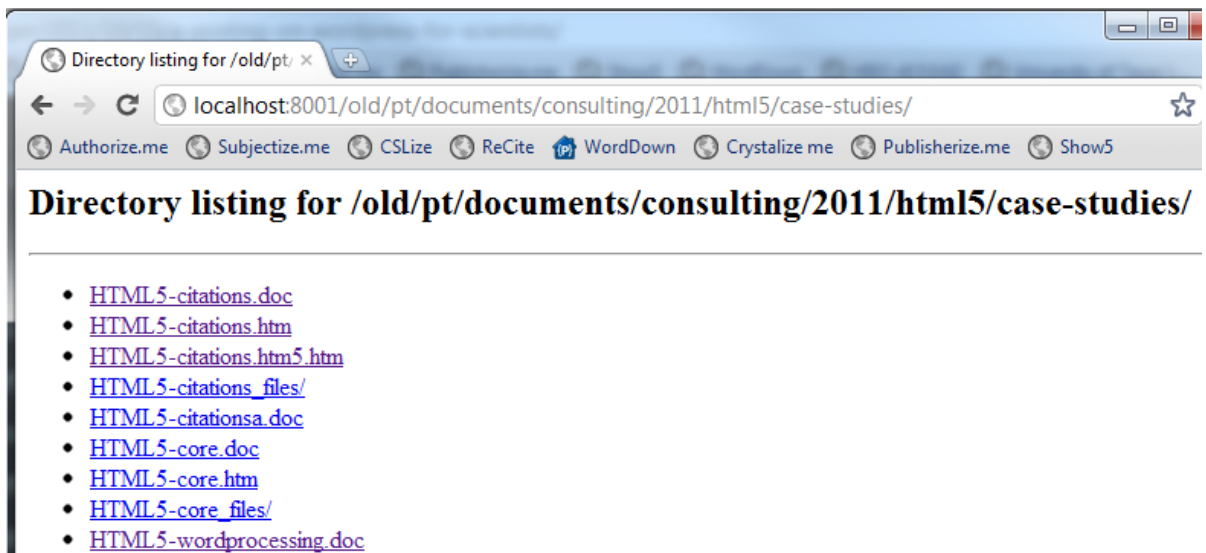 Directory listing for /old/pt/
localhost:8001/old/pt/documents/consulting/2011/html5/case-studies/
Authorize.me Subjectize.me CSLize ReCite WordDown Crystalize me Publisherize.me Show5
Directory listing for /old/pt/documents/consulting/2011/html5/case-studies/
HTML5-citations.doc
HTML5-citations.htm
HTML5-citations.htm5.htm
HTML5-citations_files/
HTML5-citationsa.doc
HTML5-core.doc
HTML5-core.htm
HTML5-core_files/
HTML5-wordprocessing.doc